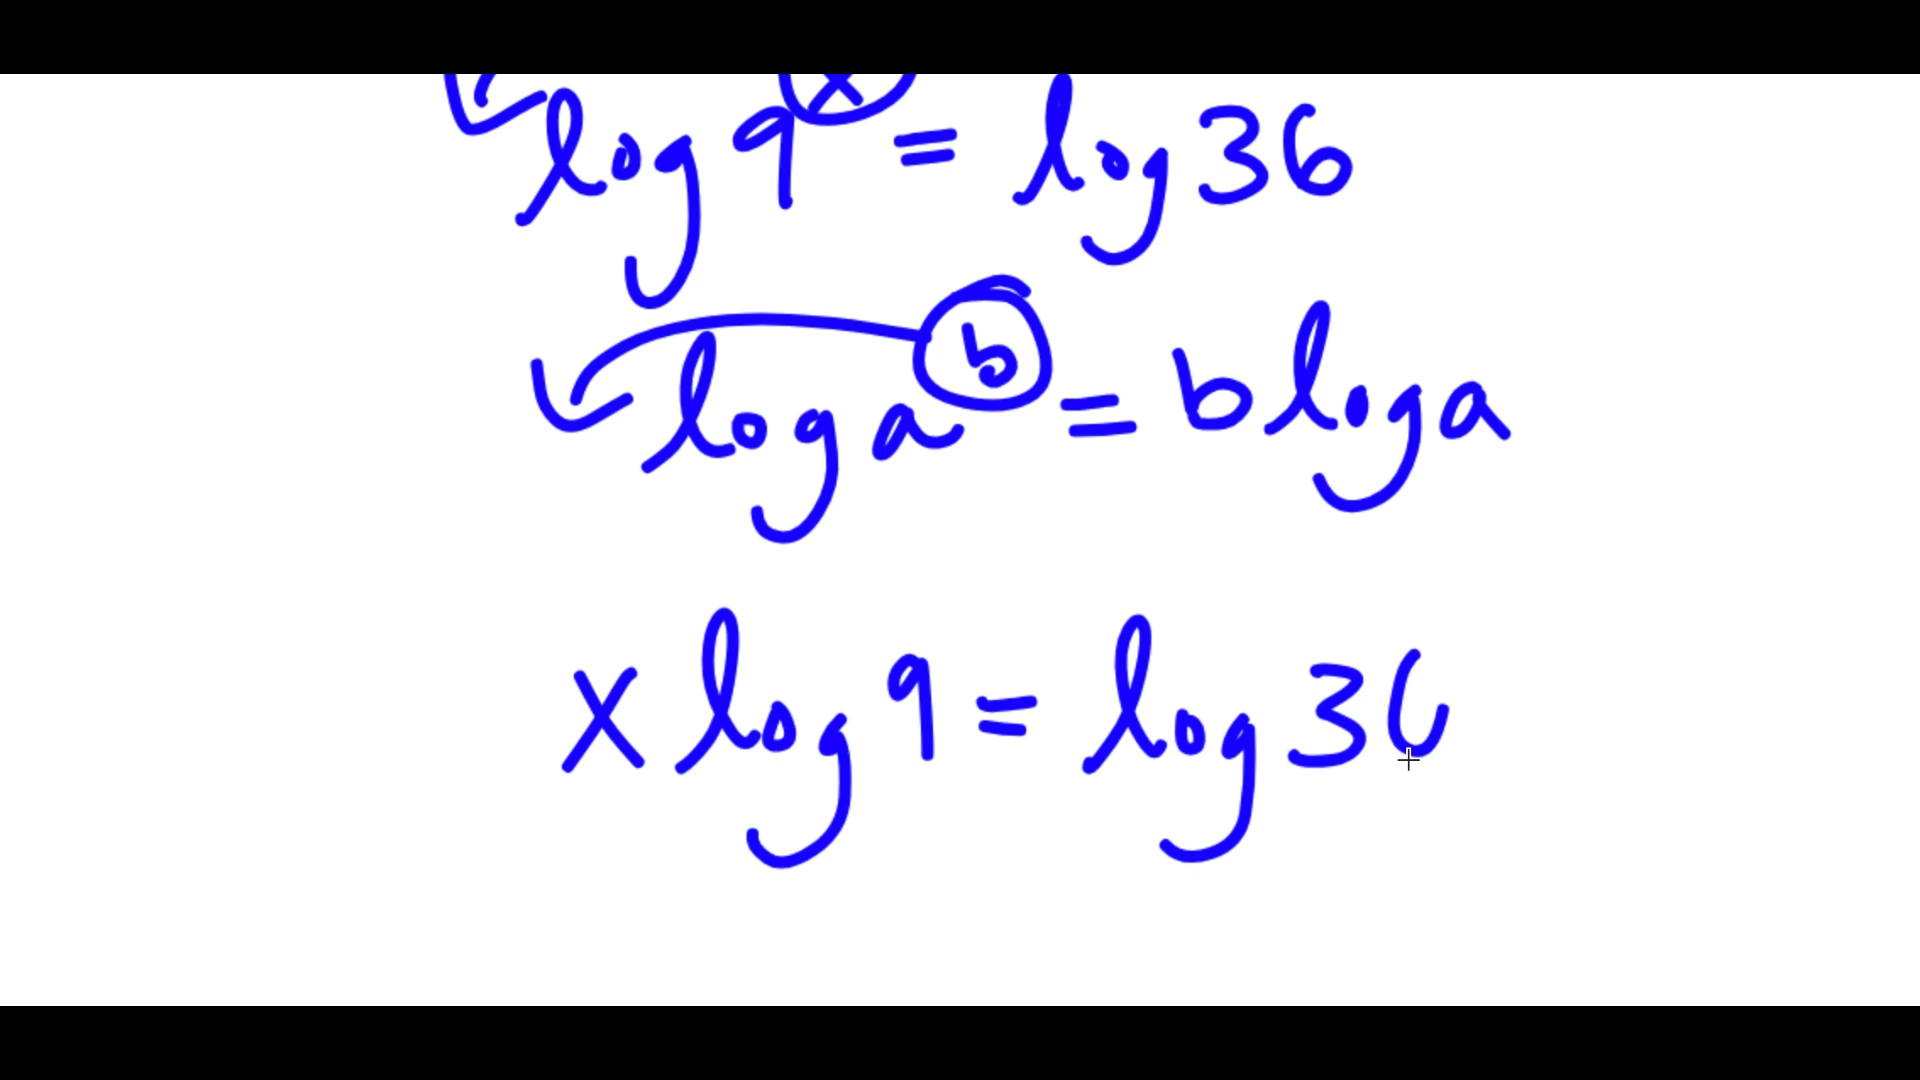 log 9^x = log 36
log a^b = b log a
x log 9 = log 36